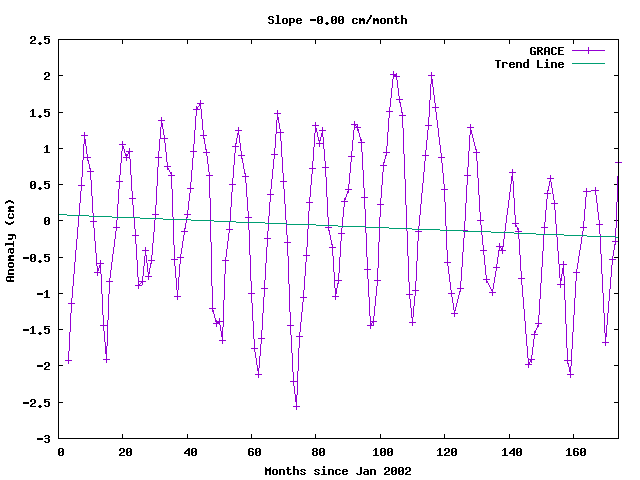 Slope -0.00 cm/month
2.5
GRACE
Trend Line
2
1.5
1
0.5
0
-0.5
-1
-1.5
-2
-2.5
-3
Anomaly (cm)
0 20 40 60 80 100 120 140 160
Months since Jan 2002